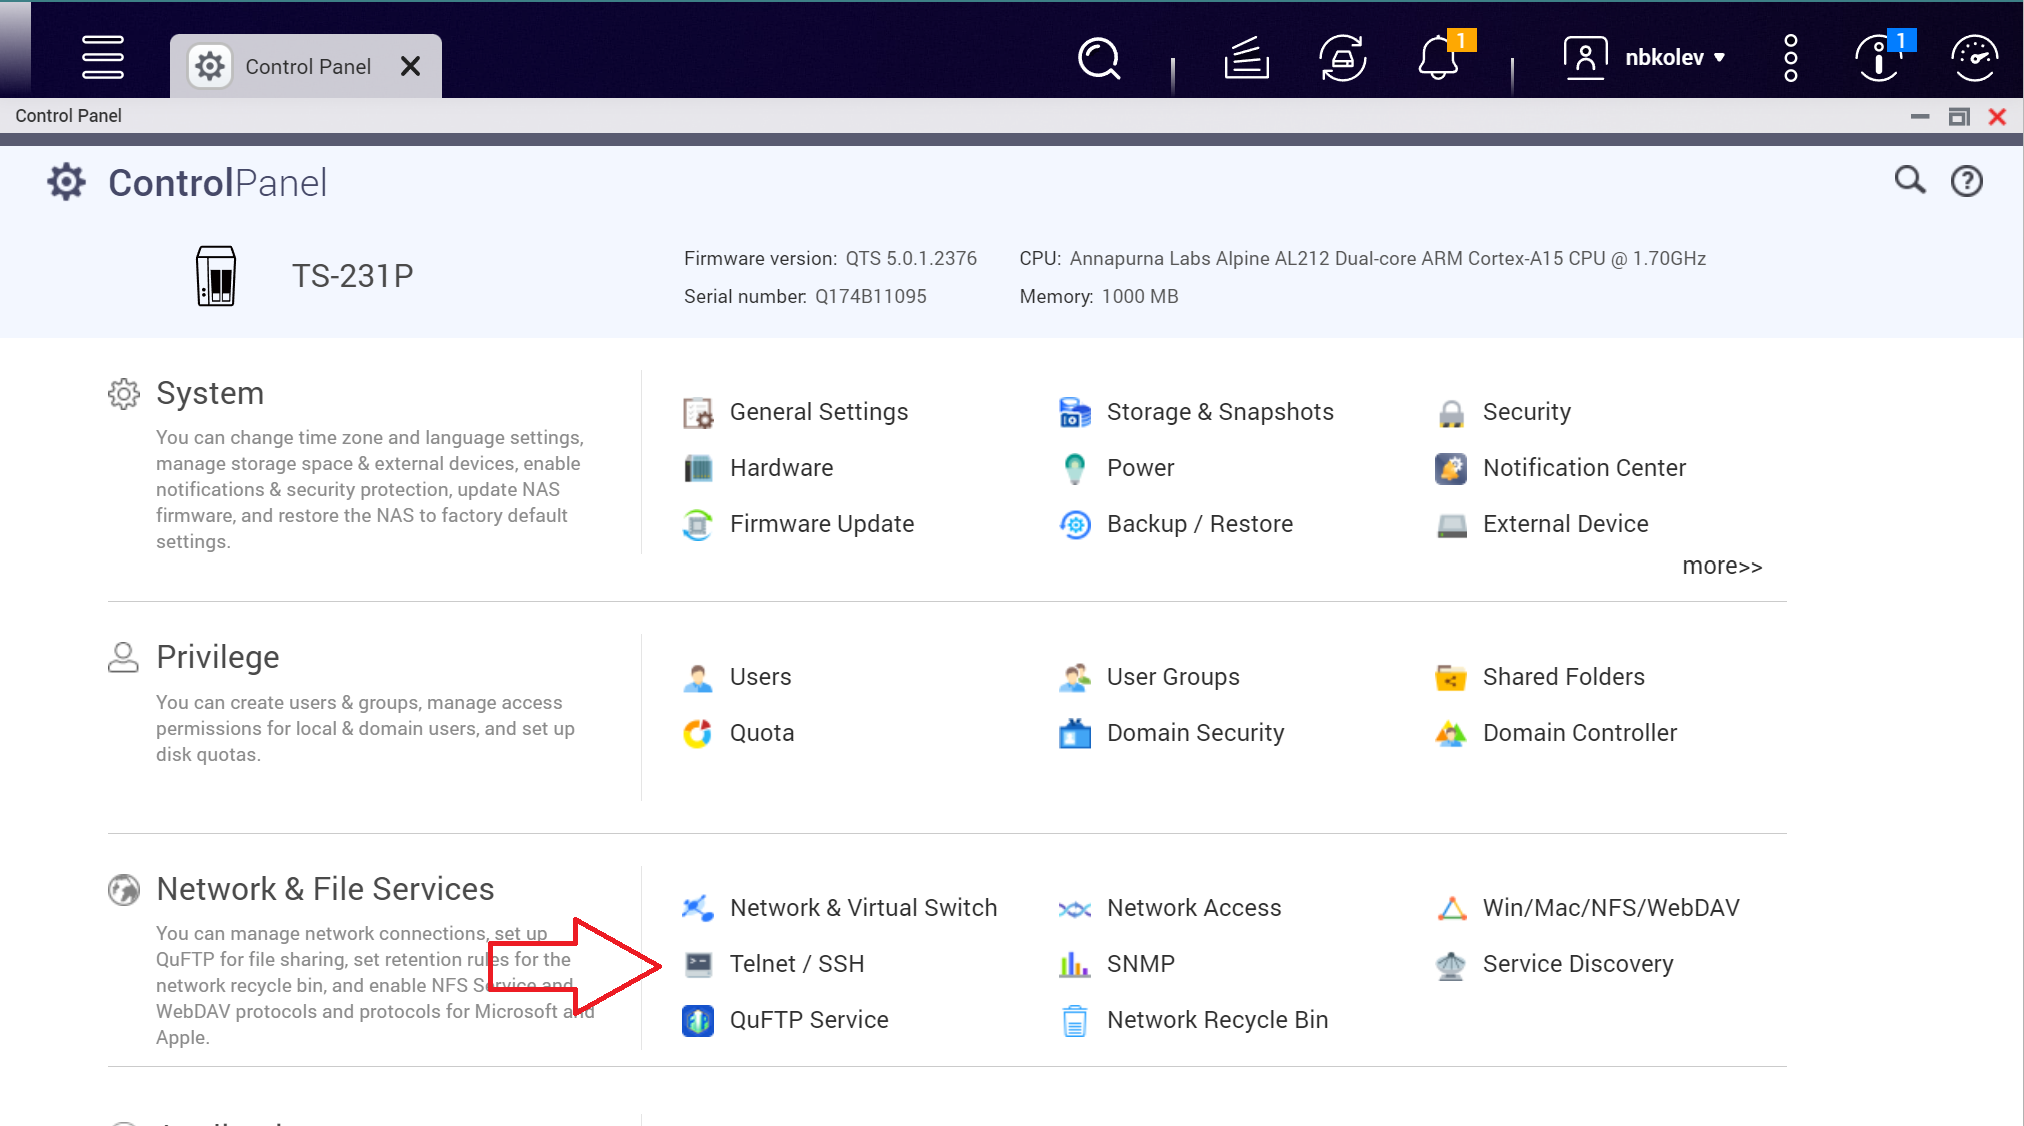 Control Panel
1
nbkolev
1
Control Panel
ControlPanel
TS-231P
Firmware version: QTS 5.0.1.2376
CPU: Annapurna Labs Alpine AL212 Dual-core ARM Cortex-A15 CPU @ 1.70GHz
Serial number: Q174B11095
Memory: 1000 MB
System
You can change time zone and language settings,
manage storage space & external devices, enable
notifications & security protection, update NAS
firmware, and restore the NAS to factory default
settings.
General Settings
Storage & Snapshots
Security
Hardware
Power
Notification Center
Firmware Update
Backup / Restore
External Device
more>>
Privilege
You can create users & groups, manage access
permissions for local & domain users, and set up
disk quotas.
Users
User Groups
Shared Folders
Quota
Domain Security
Domain Controller
Network & File Services
You can manage network connections, set up
QuFTP for file sharing, set retention rules for the
network recycle bin, and enable NFS Service and
WebDAV protocols and protocols for Microsoft and
Apple.
Network & Virtual Switch
Network Access
Win/Mac/NFS/WebDAV
Telnet / SSH
SNMP
Service Discovery
QuFTP Service
Network Recycle Bin